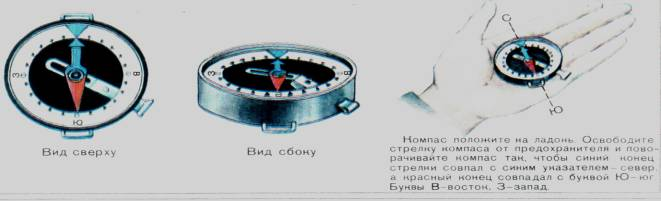 З
В
Ю
Вид сверху
З
В
Вид сбоку
С
Ю
Компас положите на ладонь. Освободите
стрелку компаса от предохранителя и пово-
рачивайте компас так, чтобы синий конец
стрелки совпал с синим указателем – север,
а красный конец совпадал с буквой Ю – юг.
Буквы В – восток, З – запад.